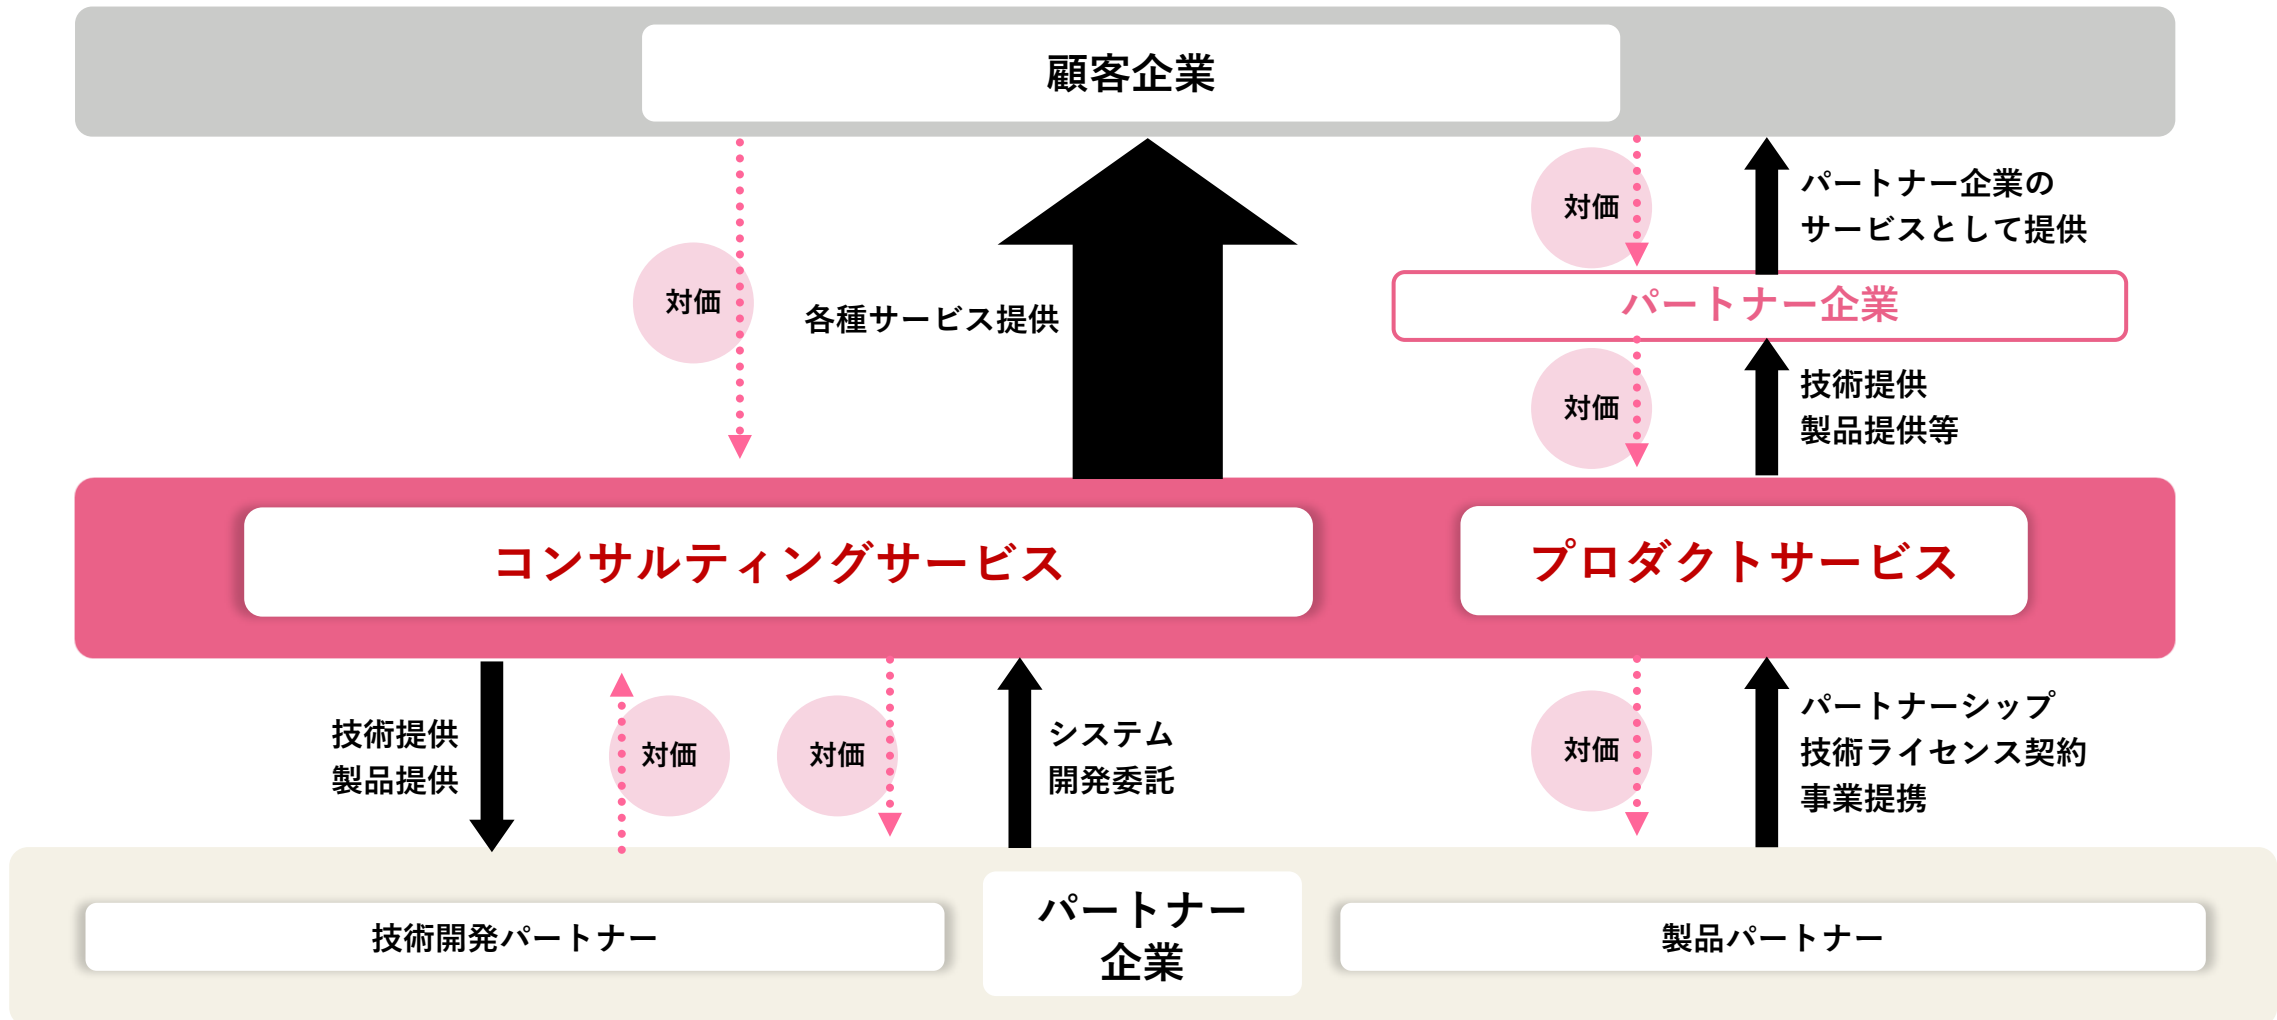 顧客企業
対価
パートナー企業の
サービスとして提供
対価
各種サービス提供
パートナー企業
対価
技術提供
製品提供等
コンサルティングサービス
プロダクトサービス
技術提供
製品提供
対価
対価
システム
開発委託
対価
パートナーシップ
技術ライセンス契約
事業提携
技術開発パートナー
パートナー
企業
製品パートナー